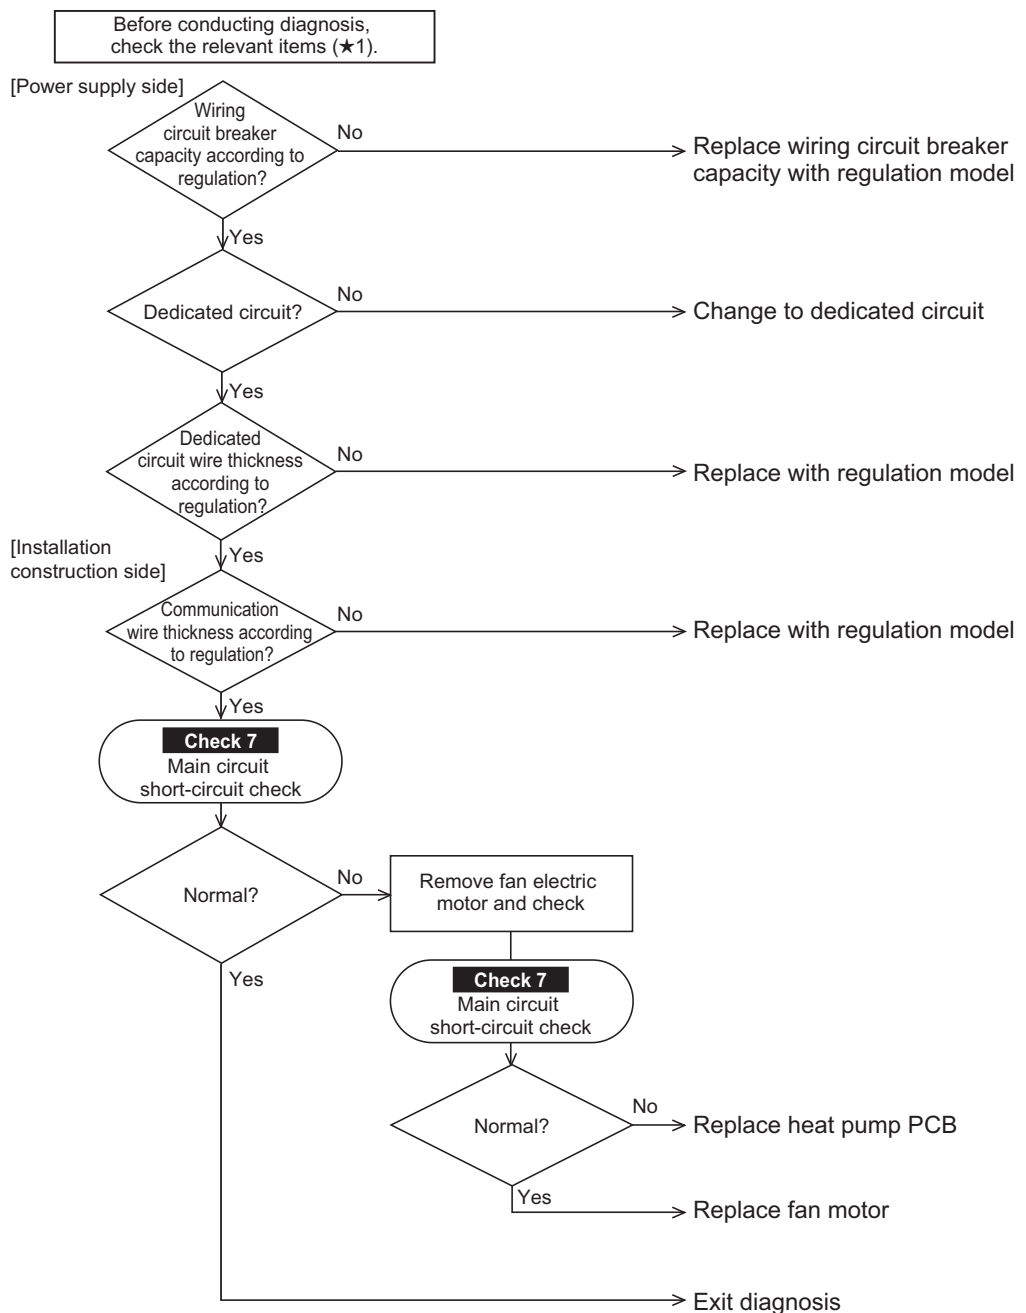 Before conducting diagnosis,
check the relevant items (★1).
[Power supply side]
Wiring
circuit breaker
capacity according to
regulation?
No
Replace wiring circuit breaker
capacity with regulation model
Yes
Dedicated circuit?
No
Change to dedicated circuit
Yes
Dedicated
circuit wire thickness
according to
regulation?
No
Replace with regulation model
[Installation
construction side]
Yes
Communication
wire thickness according
to regulation?
No
Replace with regulation model
Yes
Check 7
Main circuit
short-circuit check
Normal?
No
Remove fan electric
motor and check
Yes
Check 7
Main circuit
short-circuit check
Normal?
No
Replace heat pump PCB
Yes
Replace fan motor
Exit diagnosis